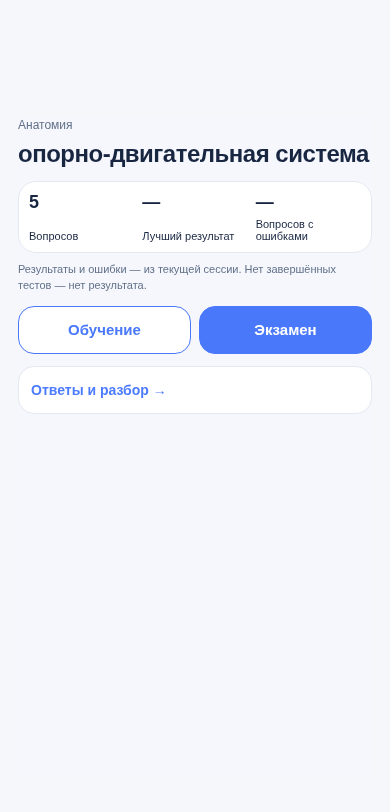 Анатомия
опорно-двигательная система
5
—
—
Вопросов
Лучший результат
Вопросов с
ошибками
Результаты и ошибки — из текущей сессии. Нет завершённых
тестов — нет результата.
Обучение
Экзамен
Ответы и разбор →